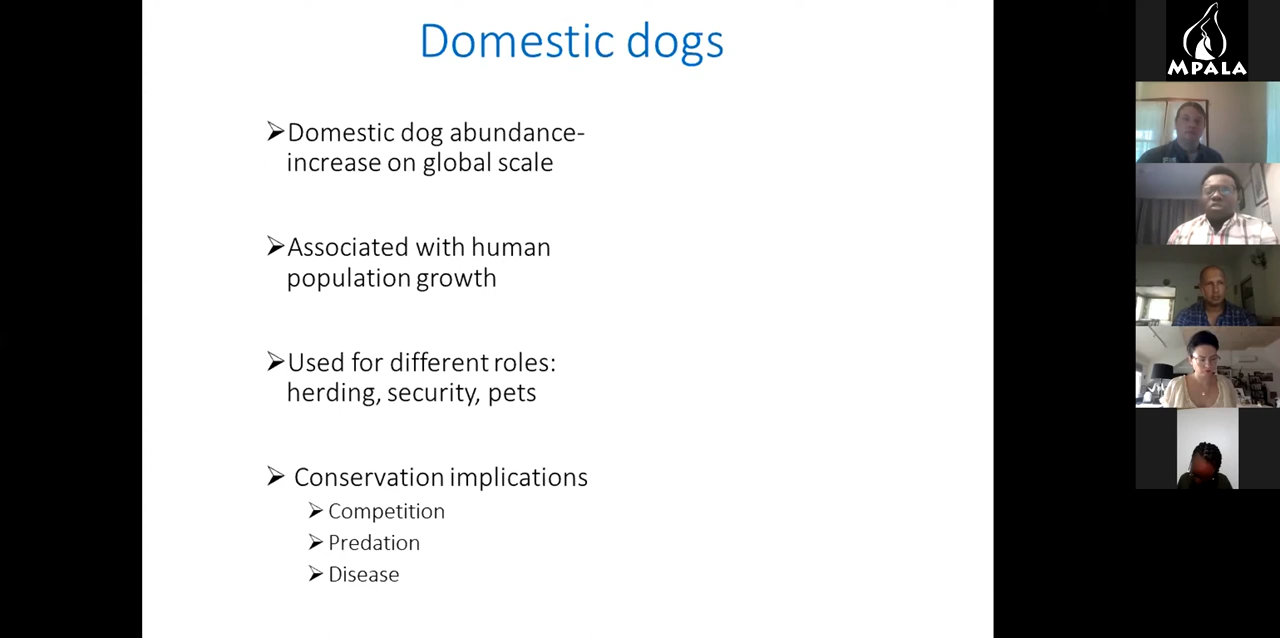 Domestic dogs
➢Domestic dog abundance-
increase on global scale
➢Associated with human
population growth
➢Used for different roles:
herding, security, pets
➢ Conservation implications
➢Competition
➢Predation
➢Disease
MPALA